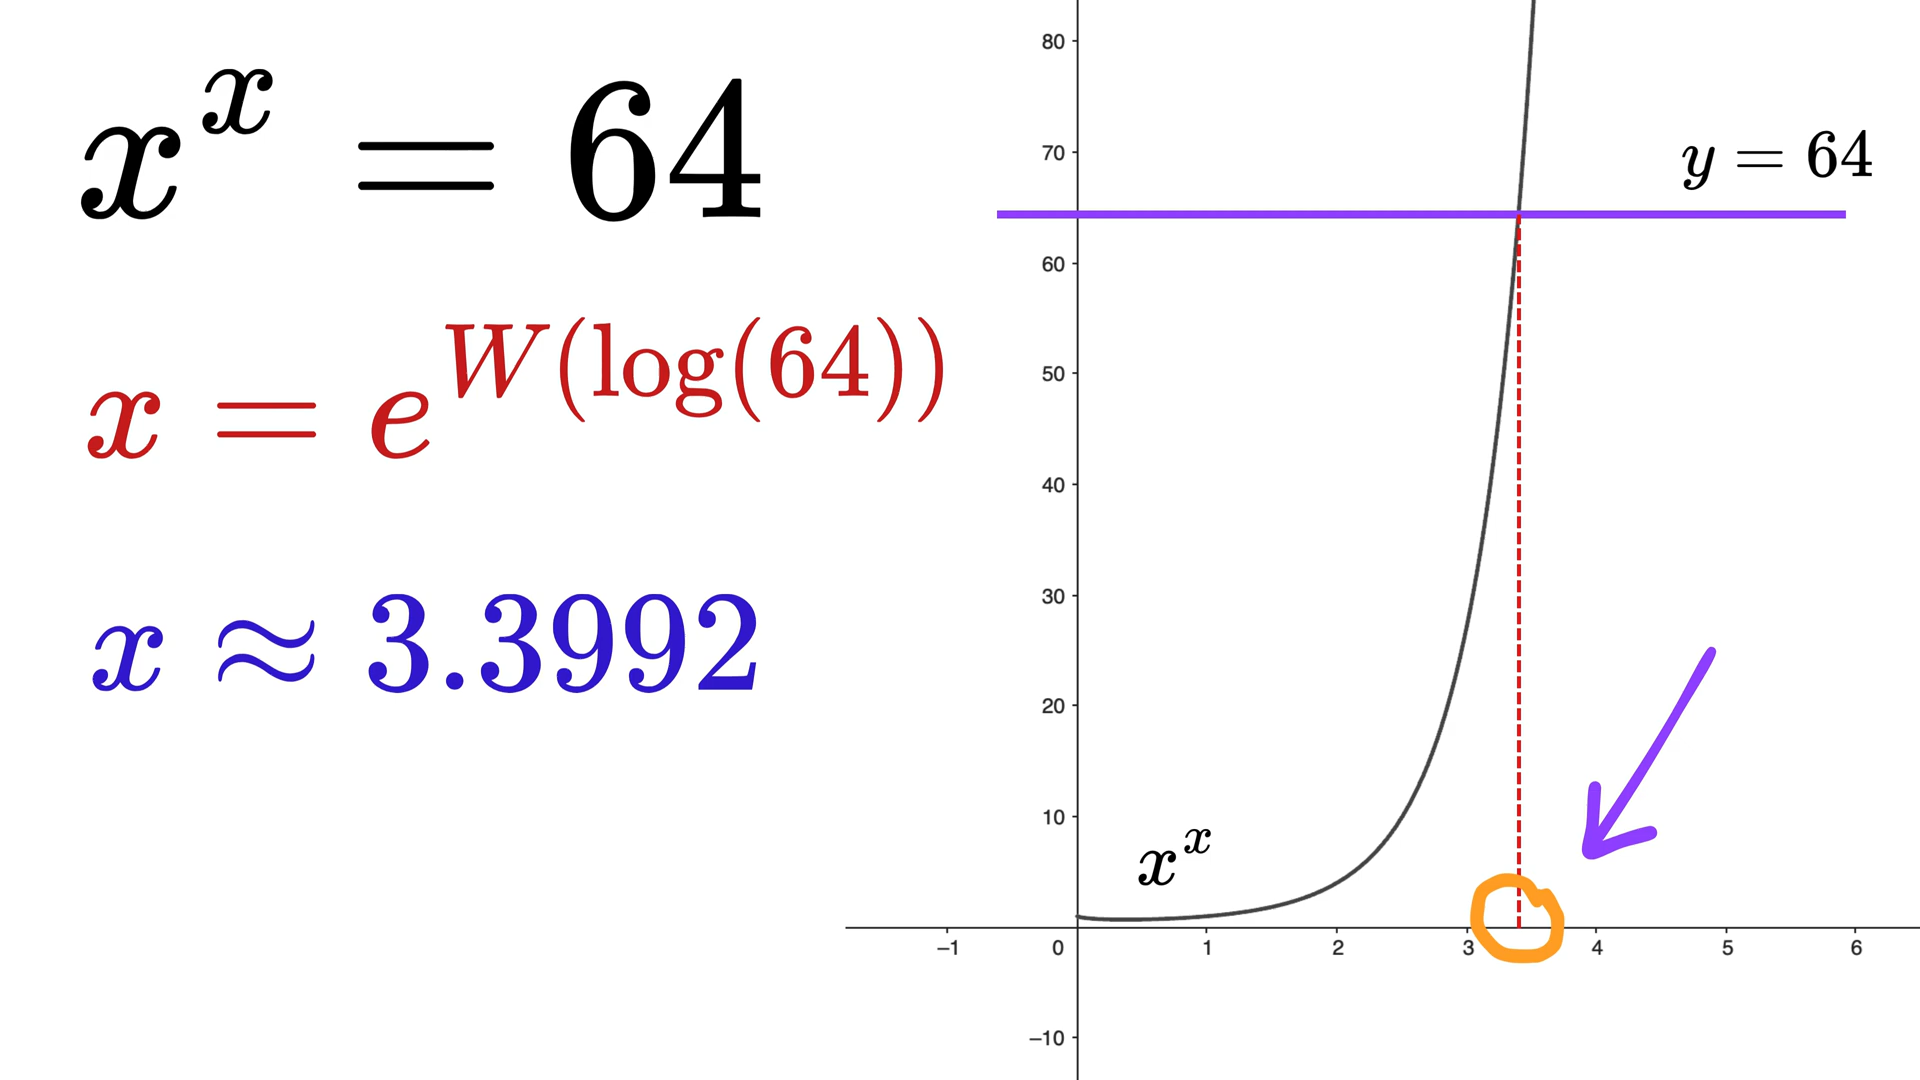 x^x = 64
x = e^{W(log(64))}
x ≈ 3.3992
80
70
y = 64
60
50
40
30
20
10
x^x
−1 0 1 2 3 4 5 6
−10